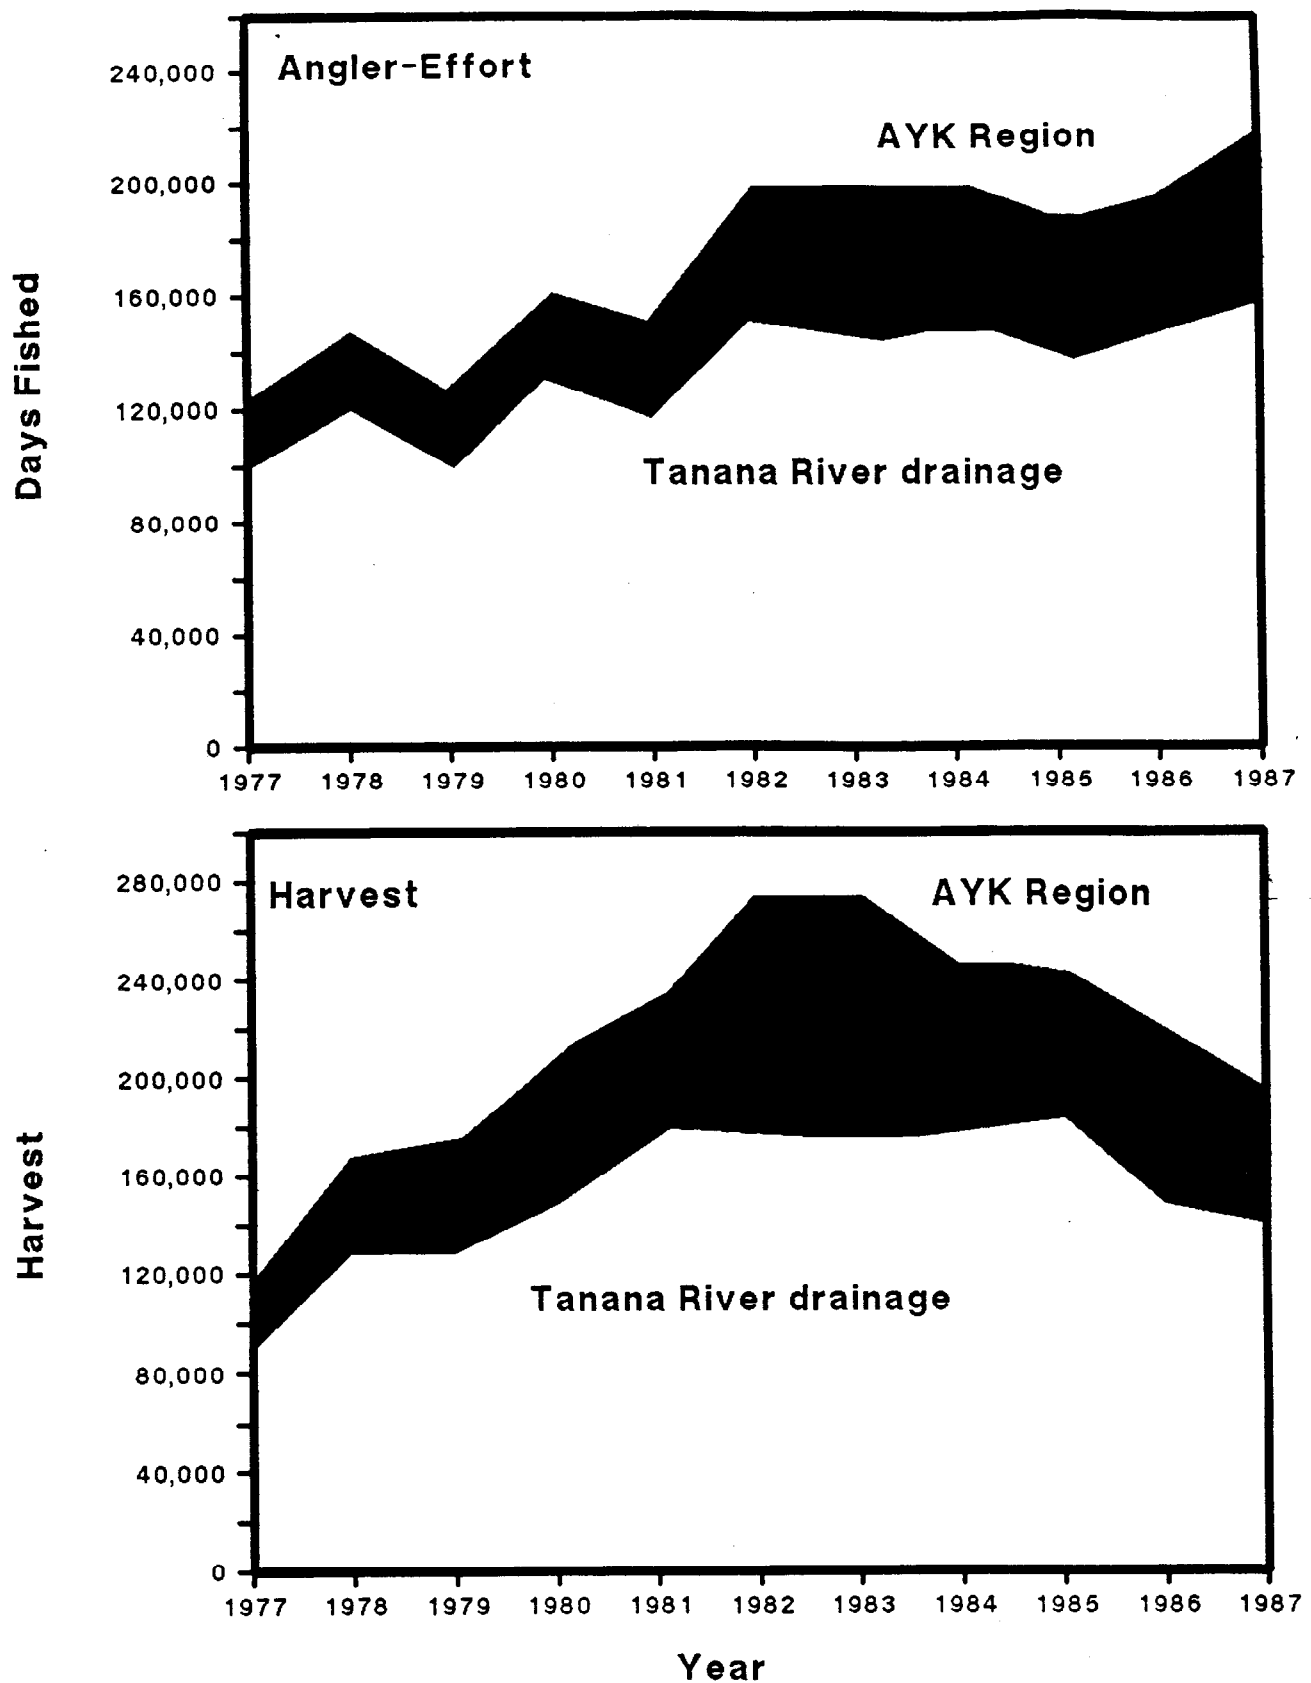 Angler-Effort
AYK Region
Tanana River drainage
Days Fished
240,000
200,000
160,000
120,000
80,000
40,000
0
1977 1978 1979 1980 1981 1982 1983 1984 1985 1986 1987
Harvest
AYK Region
Tanana River drainage
Harvest
280,000
240,000
200,000
160,000
120,000
80,000
40,000
0
1977 1978 1979 1980 1981 1982 1983 1984 1985 1986 1987
Year